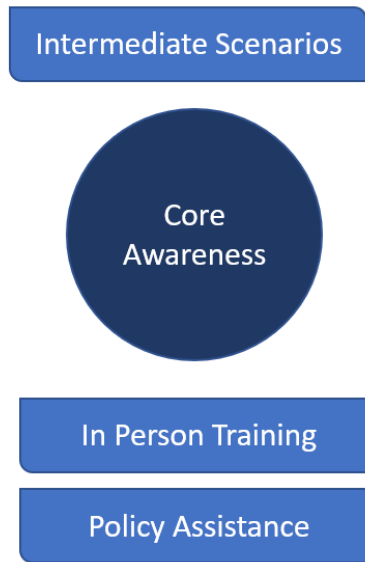 Intermediate Scenarios
Core
Awareness
In Person Training
Policy Assistance